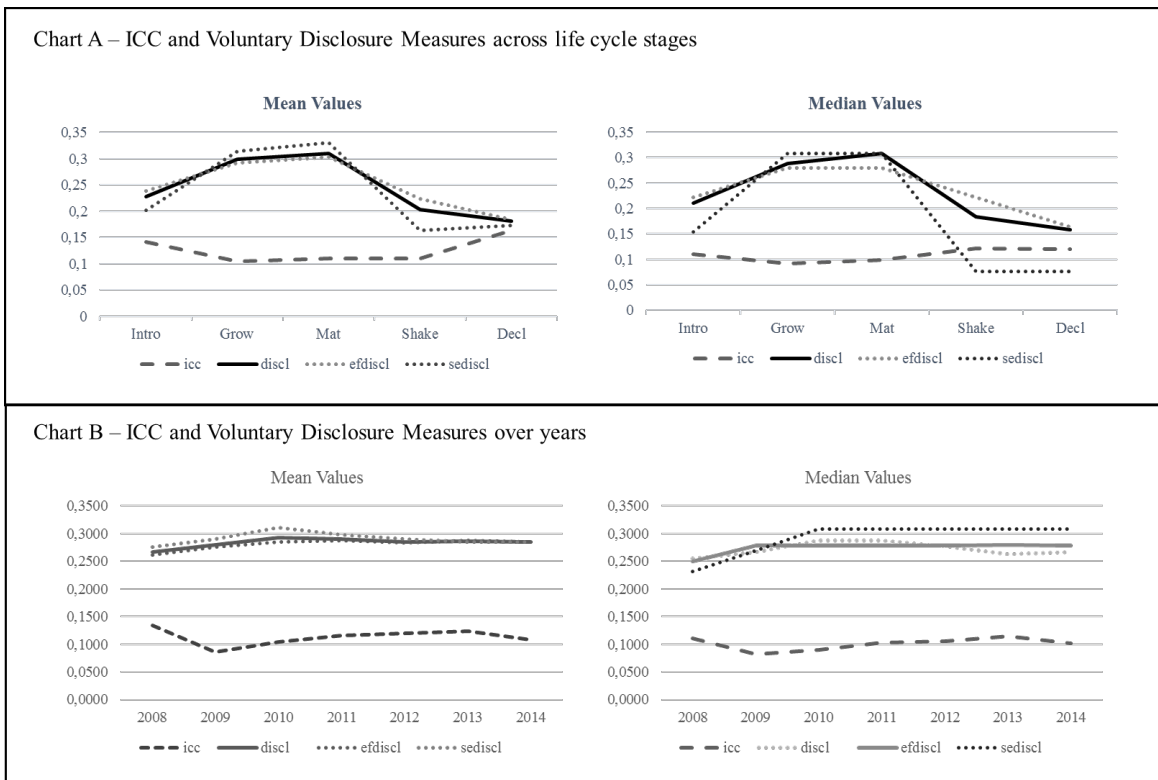 Chart A – ICC and Voluntary Disclosure Measures across life cycle stages
Mean Values
0,35
0,3
0,25
0,2
0,15
0,1
0,05
0
Intro Grow Mat Shake Decl
icc discl efdiscl sediscl
Median Values
0,35
0,3
0,25
0,2
0,15
0,1
0,05
0
Intro Grow Mat Shake Decl
icc discl efdiscl sediscl
Chart B – ICC and Voluntary Disclosure Measures over years
Mean Values
0,3500
0,3000
0,2500
0,2000
0,1500
0,1000
0,0500
0,0000
2008 2009 2010 2011 2012 2013 2014
icc discl efdiscl sediscl
Median Values
0,3500
0,3000
0,2500
0,2000
0,1500
0,1000
0,0500
0,0000
2008 2009 2010 2011 2012 2013 2014
icc discl efdiscl sediscl